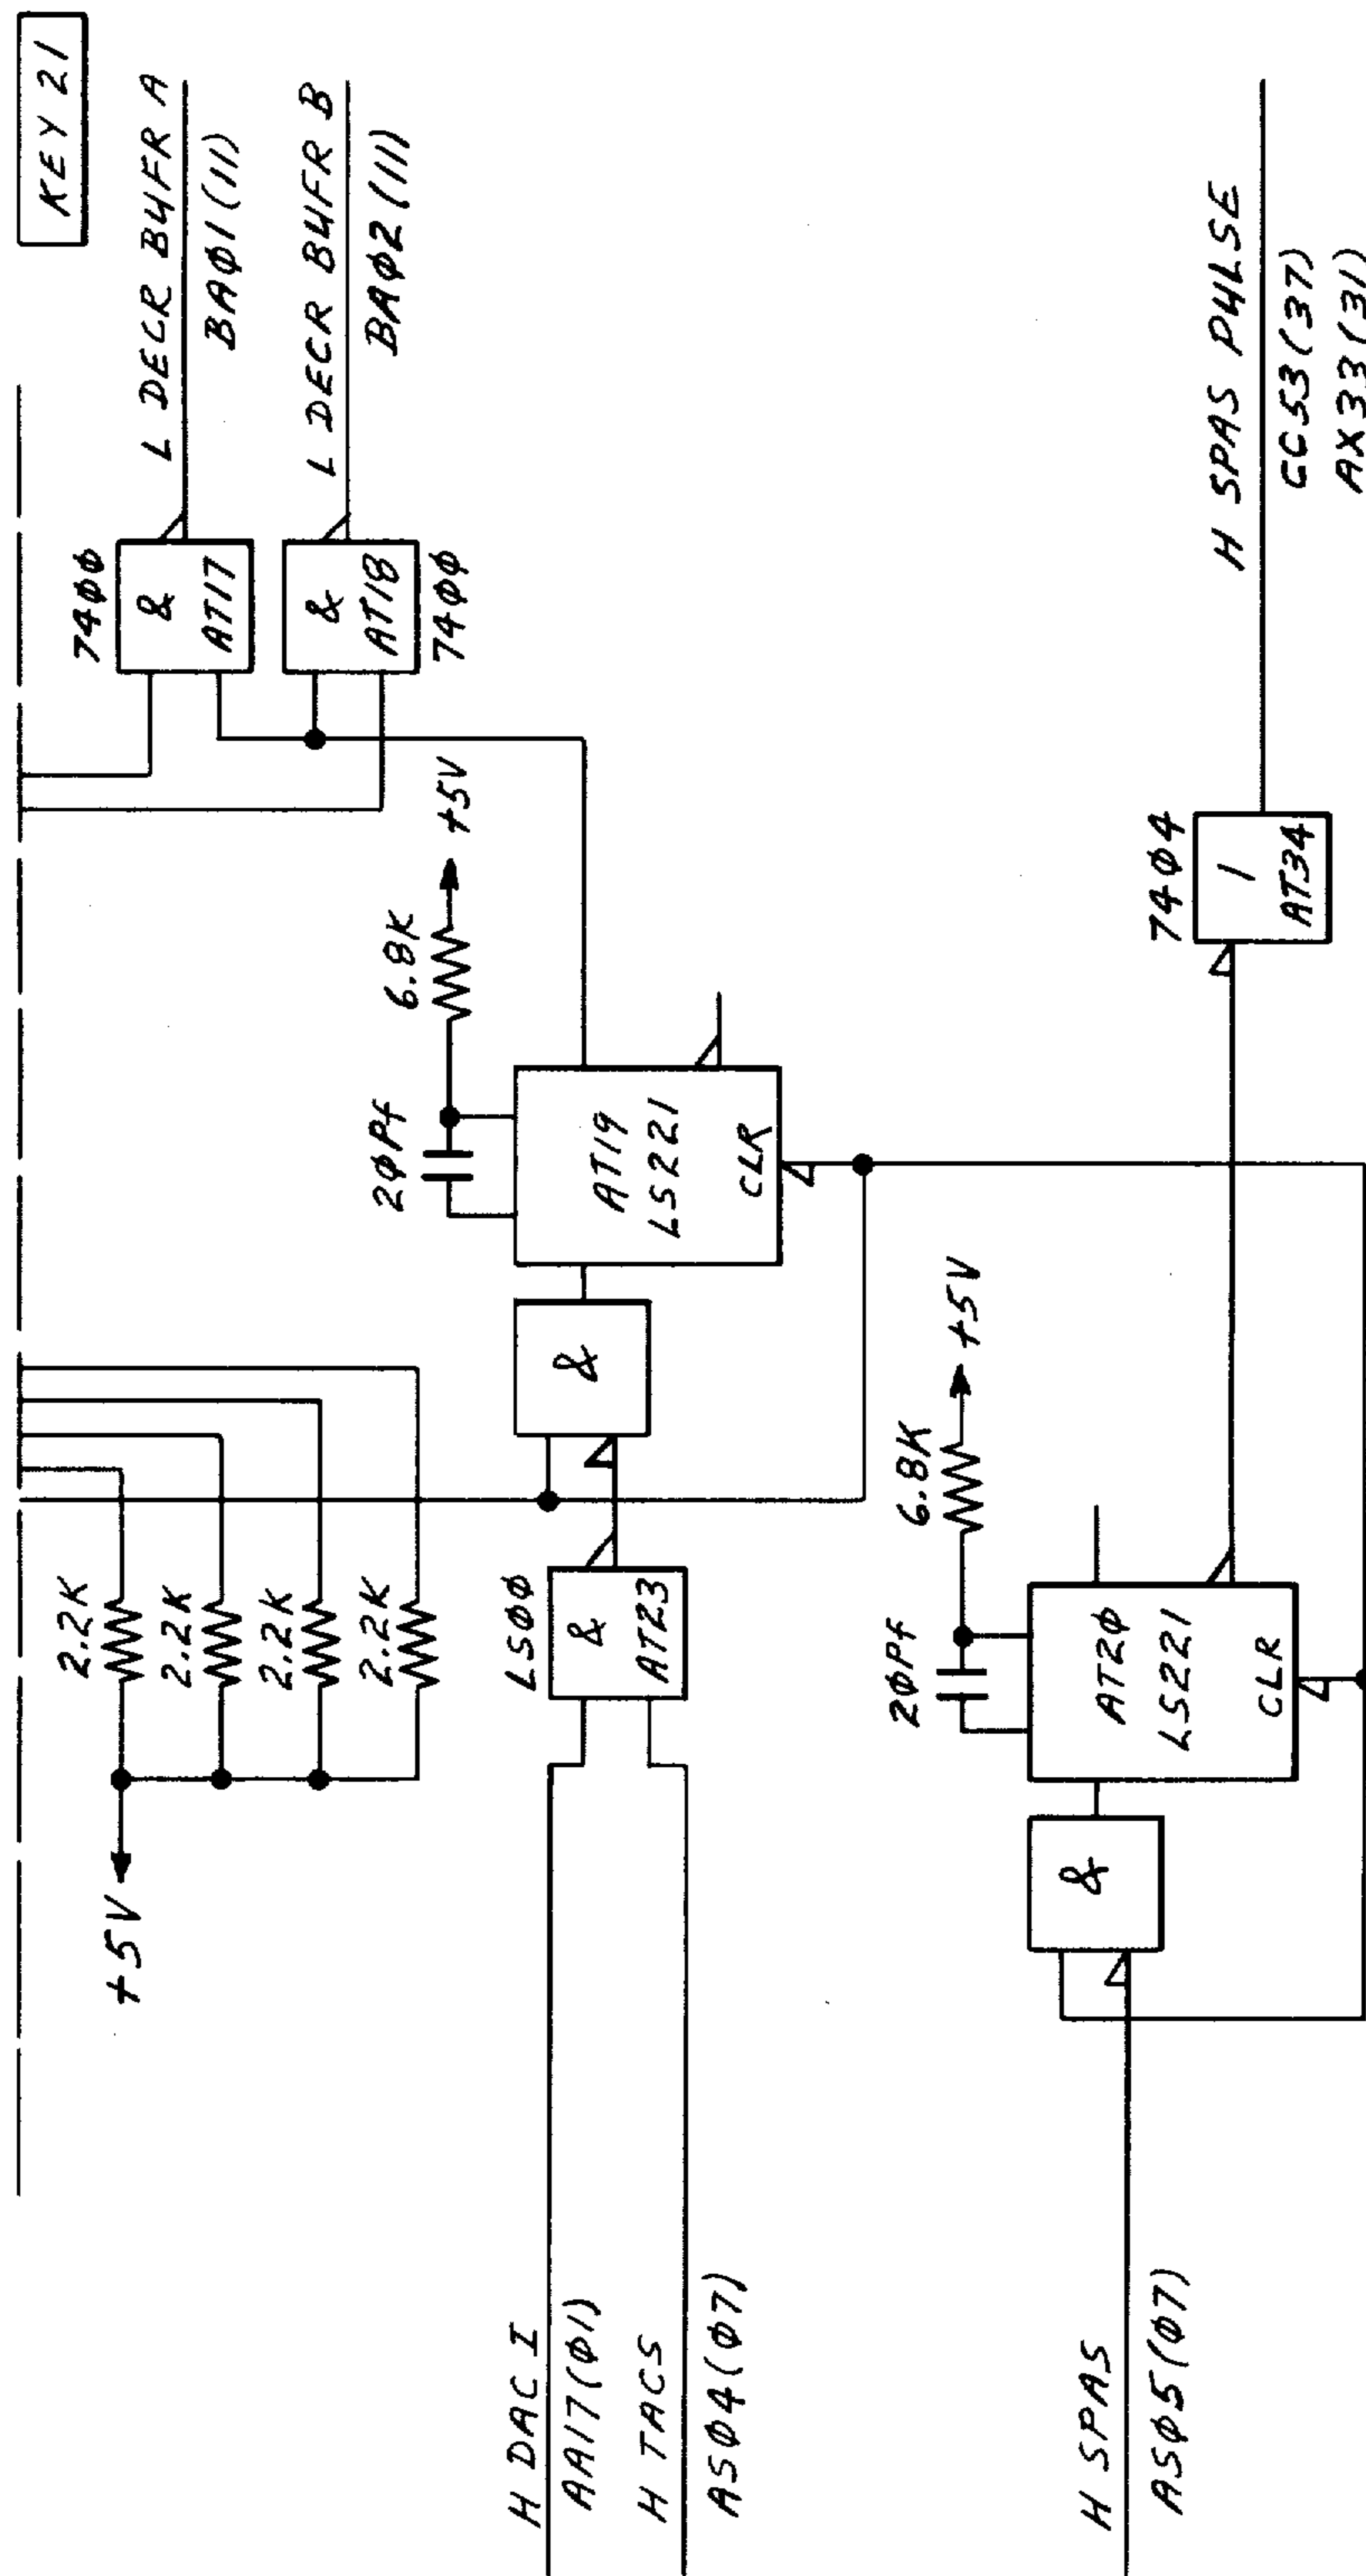 KEY 21
+5V
2.2K
2.2K
2.2K
2.2K
74ΦΦ
&
AT17
L DECR BUFR A
BAΦ1(11)
&
AT18
74ΦΦ
L DECR BUFR B
BAΦ2(11)
H DAC I
AA17(Φ1)
H TACS
ASΦ4(Φ7)
LSΦΦ
&
AT23
&
2ΦPf
6.8K
+5V
AT19
LS221
CLR
H SPAS
ASΦ5(Φ7)
&
2ΦPf
6.8K
+5V
AT2Φ
LS221
CLR
74Φ4
1
AT34
H SPAS PULSE
CC53(37)
AX33(31)